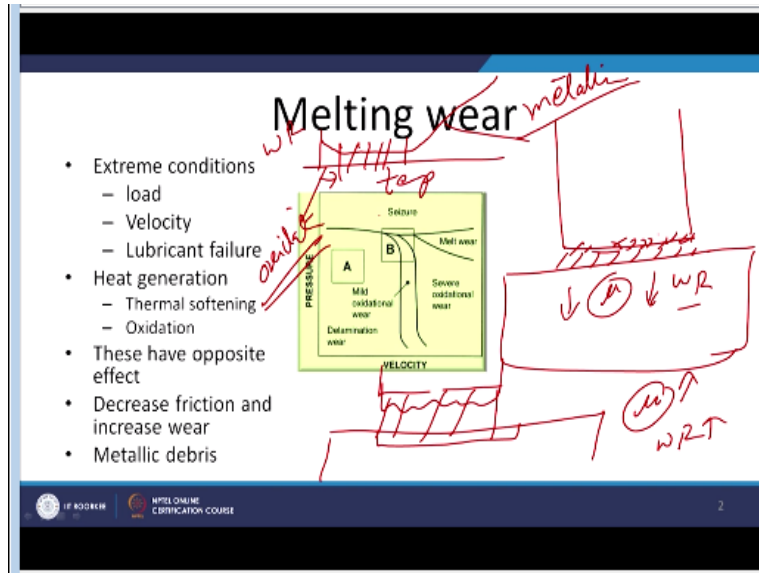 Melting wear
metallic
WR
temp
• Extreme conditions
– load
– Velocity
– Lubricant failure
• Heat generation
– Thermal softening
– Oxidation
• These have opposite
effect
• Decrease friction and
increase wear
• Metallic debris
Seizure
Melt wear
B
A
Mild
oxidational
wear
Severe
oxidational
wear
Delamination
wear
PRESSURE
VELOCITY
μ
WR
μ
WR↑
IIT ROORKEE
NPTEL ONLINE
CERTIFICATION COURSE
2